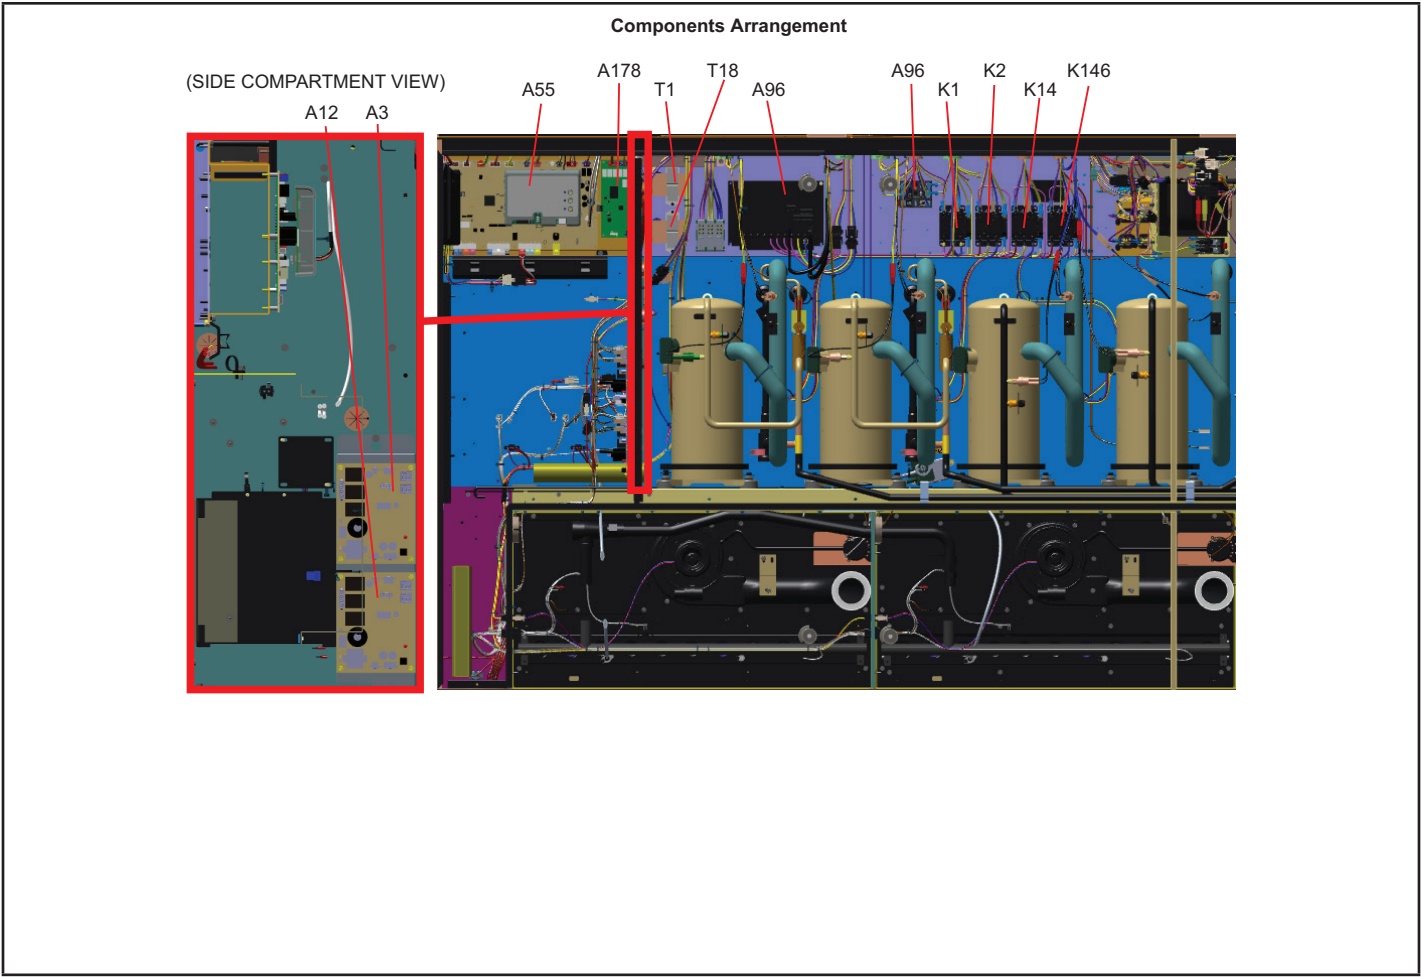 Components Arrangement
(SIDE COMPARTMENT VIEW)
A12 A3
A178 T18 A96 K2 K146
A55 T1 A96 K1 K14